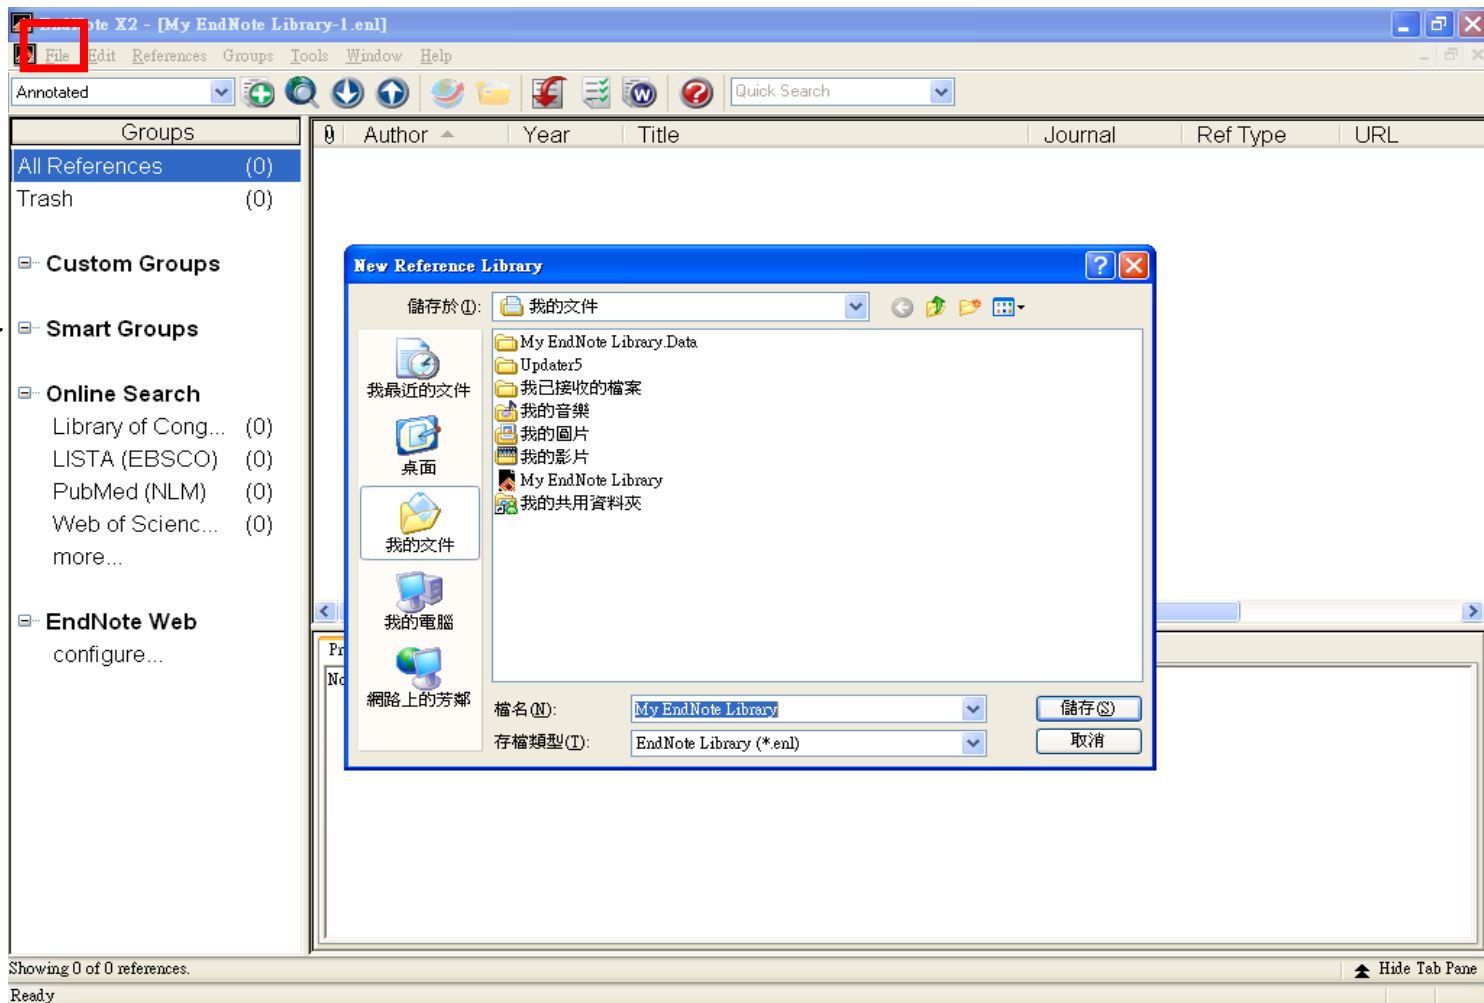 EndNote X2 - [My EndNote Library-1.enl]
File Edit References Groups Tools Window Help
Annotated
Quick Search
Groups
Author Year Title Journal Ref Type URL
All References (0)
Trash (0)
Custom Groups
Smart Groups
Online Search
Library of Cong... (0)
LISTA (EBSCO) (0)
PubMed (NLM) (0)
Web of Scienc... (0)
more...
EndNote Web
configure...
New Reference Library
儲存於(I): 我的文件
我最近的文件
桌面
我的文件
我的電腦
網路上的芳鄰
My EndNote Library.Data
Updater5
我已接收的檔案
我的音樂
我的圖片
我的影片
My EndNote Library
我的共用資料夾
檔名(N): My EndNote Library 儲存(S)
存檔類型(T): EndNote Library (*.enl) 取消
Pr
No
Showing 0 of 0 references.
Hide Tab Pane
Ready